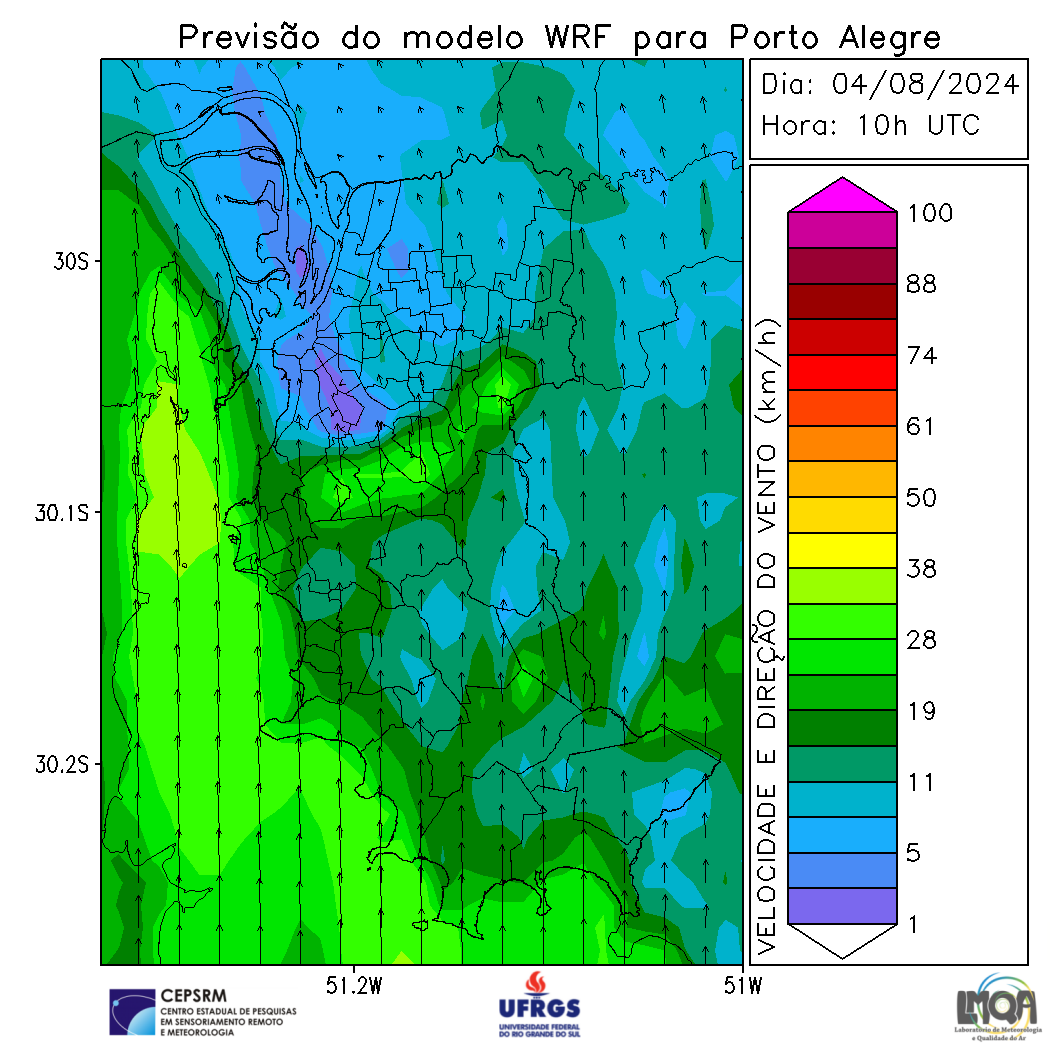 Previsão do modelo WRF para Porto Alegre
Dia: 04/08/2024
Hora: 10h UTC
30S
30.1S
30.2S
51.2W
51W
VELOCIDADE E DIREÇÃO DO VENTO (km/h)
100
88
74
61
50
38
28
19
11
5
1
CEPSRM
CENTRO ESTADUAL DE PESQUISAS
EM SENSORIAMENTO REMOTO
E METEOROLOGIA
UFRGS
UNIVERSIDADE FEDERAL
DO RIO GRANDE DO SUL
LMQA
Laboratório de Meteorologia
e Qualidade do Ar